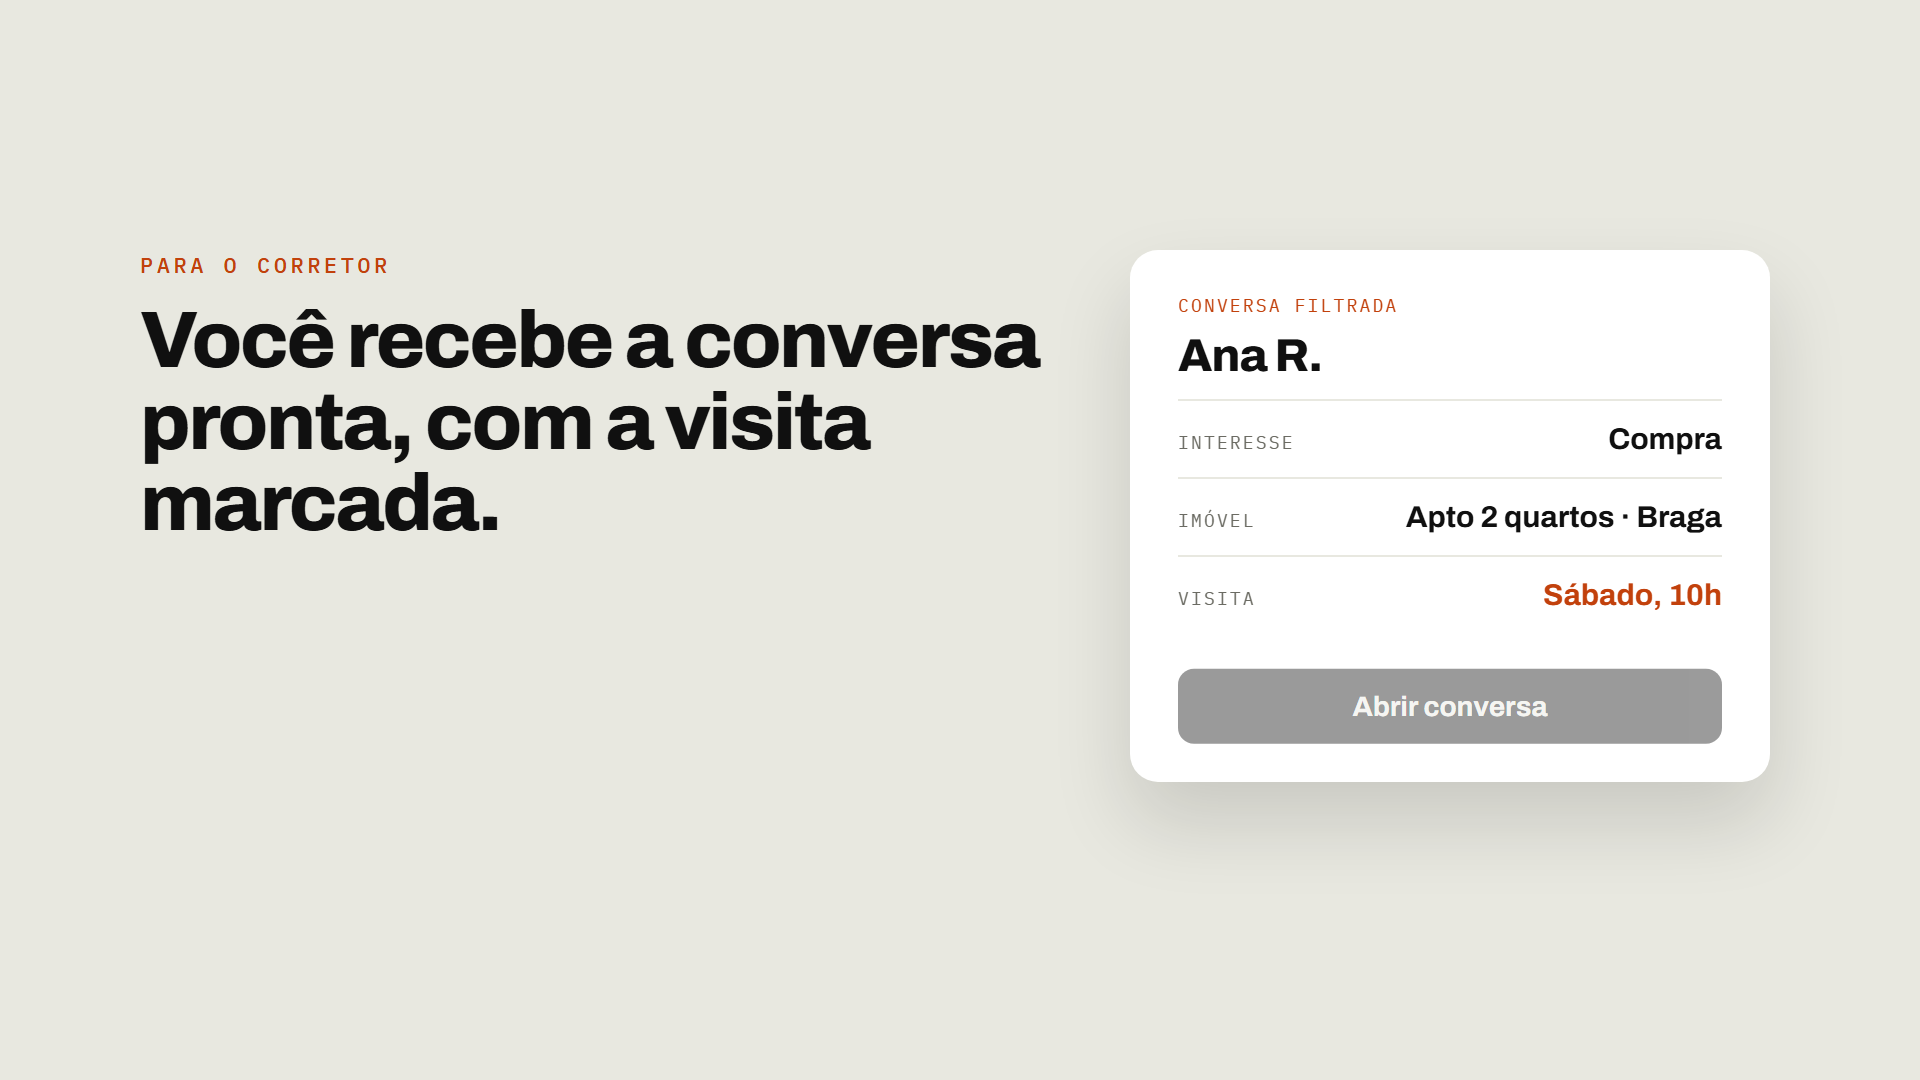 PARA O CORRETOR
Você recebe a conversa
pronta, com a visita
marcada.
CONVERSA FILTRADA
Ana R.
INTERESSE Compra
IMÓVEL Apto 2 quartos · Braga
VISITA Sábado, 10h
Abrir conversa